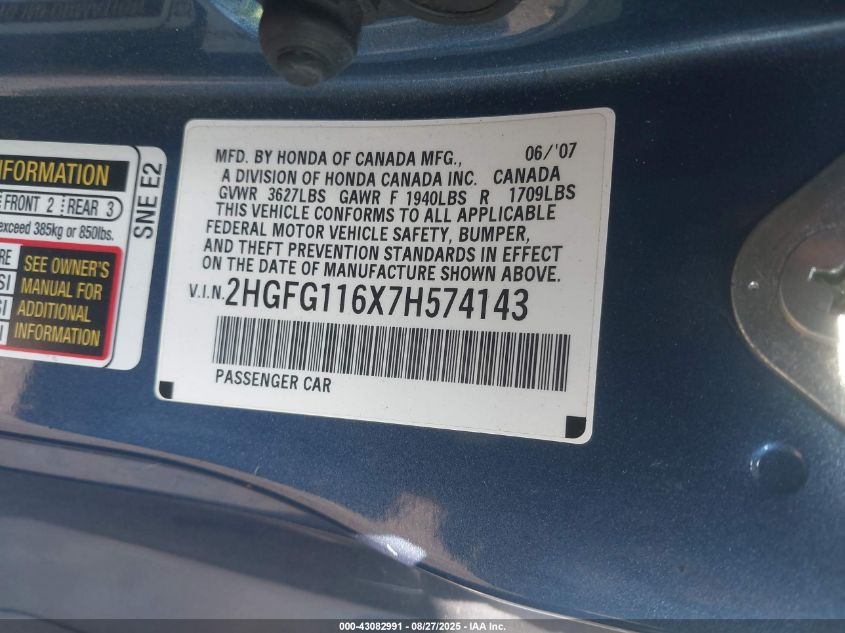 MFD. BY HONDA OF CANADA MFG., 06/'07
A DIVISION OF HONDA CANADA INC. CANADA
GVWR 3627LBS GAWR F 1940LBS R 1709LBS
THIS VEHICLE CONFORMS TO ALL APPLICABLE
FEDERAL MOTOR VEHICLE SAFETY, BUMPER,
AND THEFT PREVENTION STANDARDS IN EFFECT
ON THE DATE OF MANUFACTURE SHOWN ABOVE.
V.I.N. 2HGFG116X7H574143
PASSENGER CAR
NFORMATION
FRONT 2 REAR 3
exceed 385kg or 850lbs.
SEE OWNER'S
MANUAL FOR
ADDITIONAL
INFORMATION
SNE E2
000-43082991 - 08/27/2025 - IAA Inc.